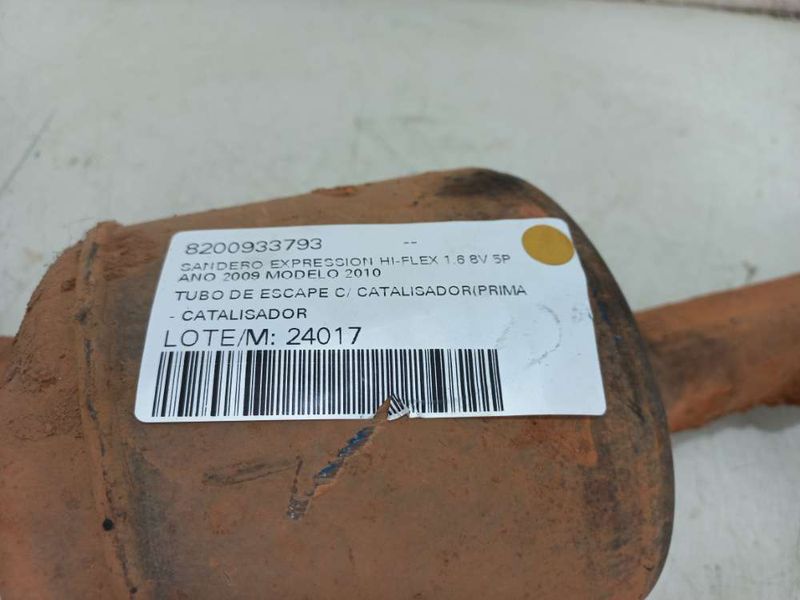 8200933793 --
SANDERO EXPRESSION HI-FLEX 1.6 8V 5P
ANO 2009 MODELO 2010
TUBO DE ESCAPE C/ CATALISADOR(PRIMA
- CATALISADOR
LOTE/M: 24017